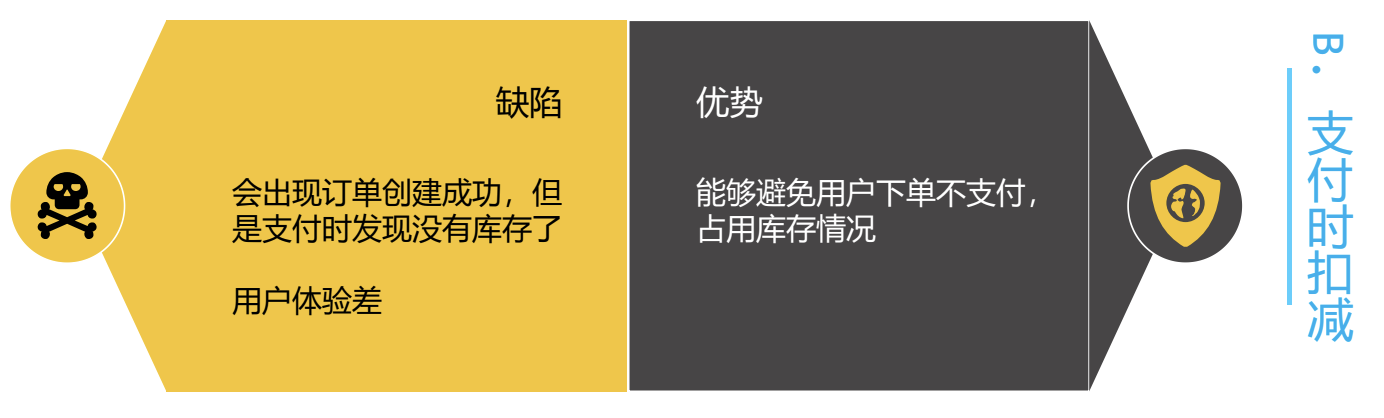 缺陷
会出现订单创建成功，但
是支付时发现没有库存了
用户体验差
优势
能够避免用户下单不支付，
占用库存情况
B. 支付时扣减